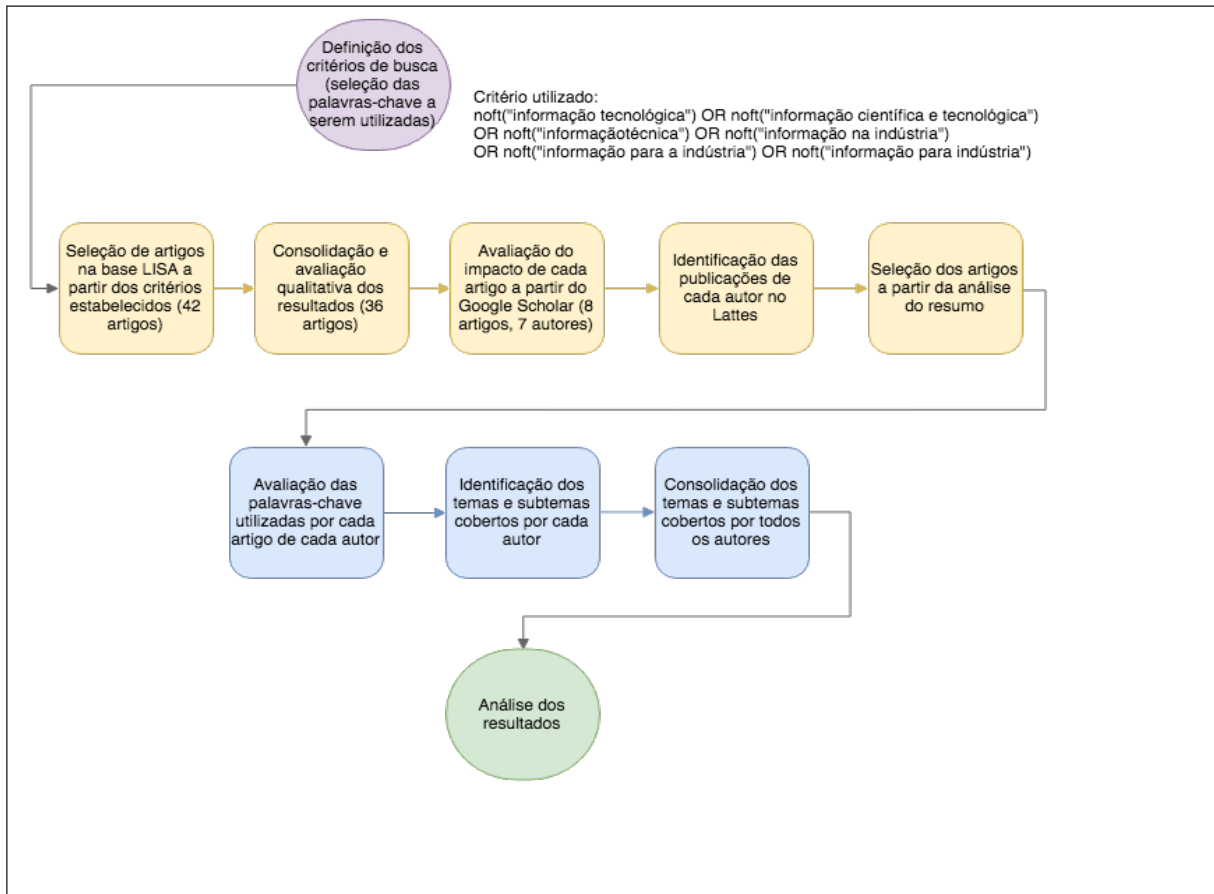 Definição dos
critérios de busca
(seleção das
palavras-chave a
serem utilizadas)
Critério utilizado:
noft("informação tecnológica") OR noft("informação científica e tecnológica")
OR noft("informaçãotécnica") OR noft("informação na indústria")
OR noft("informação para a indústria") OR noft("informação para indústria")
Seleção de artigos
na base LISA a
partir dos critérios
estabelecidos (42
artigos)
Consolidação e
avaliação
qualitativa dos
resultados (36
artigos)
Avaliação do
impacto de cada
artigo a partir do
Google Scholar (8
artigos, 7 autores)
Identificação das
publicações de
cada autor no
Lattes
Seleção dos artigos
a partir da análise
do resumo
Avaliação das
palavras-chave
utilizadas por cada
artigo de cada autor
Identificação dos
temas e subtemas
cobertos por cada
autor
Consolidação dos
temas e subtemas
cobertos por todos
os autores
Análise dos
resultados